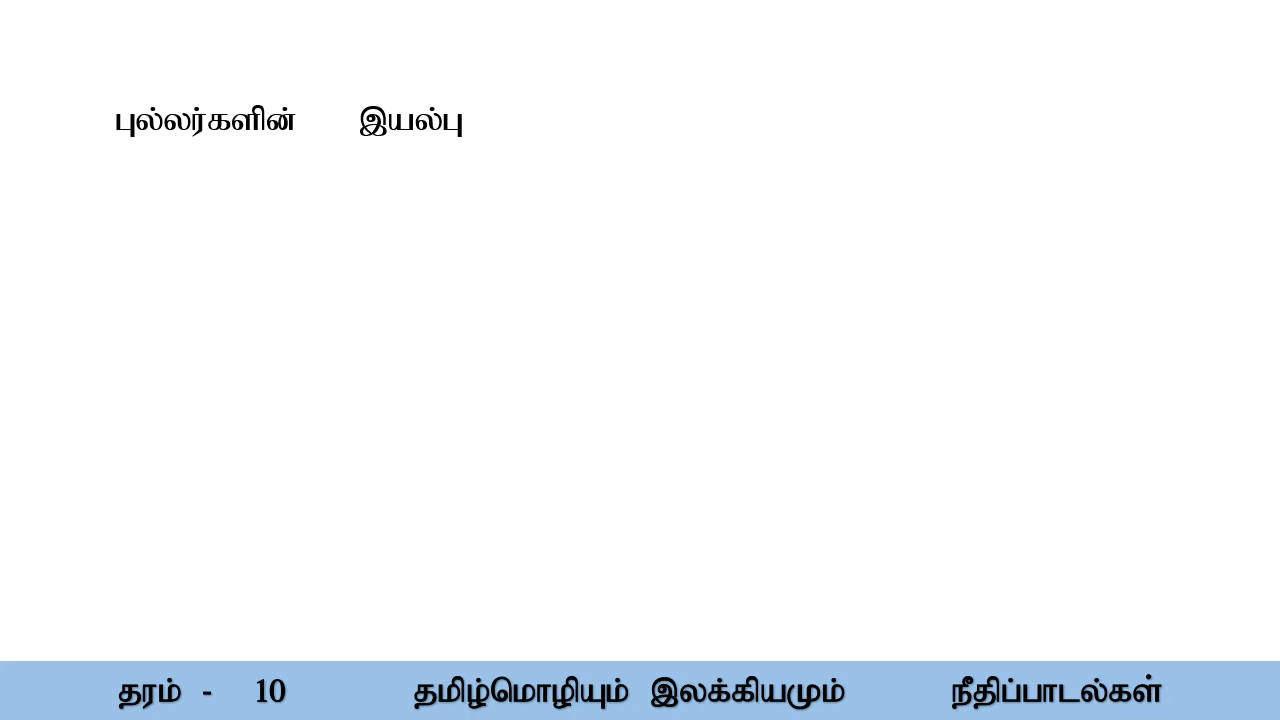 புல்லர்களின் இயல்பு
தரம் - 10 தமிழ்மொழியும் இலக்கியமும் நீதிப்பாடல்கள்